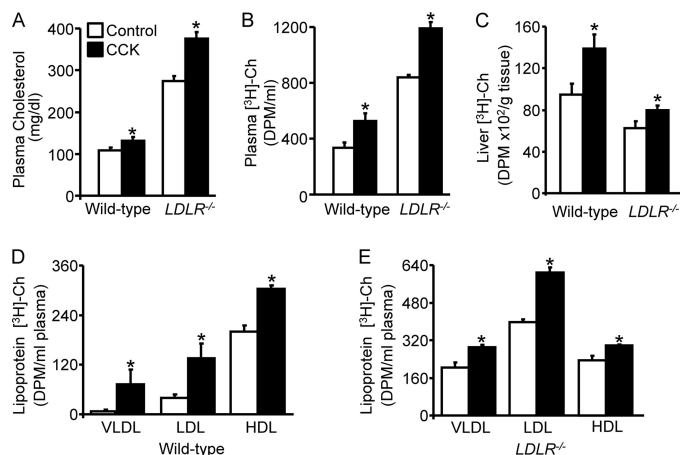 A
Plasma Cholesterol
(mg/dl)
400
300
200
100
0
Control
CCK
*
*
Wild-type
LDLR-/-
B
Plasma [³H]-Ch
(DPM/ml)
1200
800
400
0
*
*
Wild-type
LDLR-/-
C
Liver [³H]-Ch
(DPM x10²/g tissue)
160
120
80
40
0
*
*
Wild-type
LDLR-/-
D
Lipoprotein [³H]-Ch
(DPM/ml plasma)
360
240
120
0
*
*
*
VLDL
LDL
HDL
Wild-type
E
Lipoprotein [³H]-Ch
(DPM/ml plasma)
640
480
320
160
0
*
*
*
VLDL
LDL
HDL
LDLR-/-